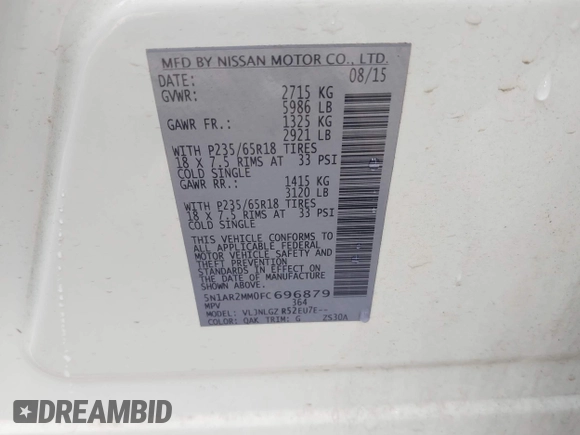 MFD BY NISSAN MOTOR CO., LTD.
DATE: 08/15
GVWR: 2715 KG
5986 LB
GAWR FR.: 1325 KG
2921 LB
WITH P235/65R18 TIRES
18 X 7.5 RIMS AT 33 PSI
COLD SINGLE
GAWR RR.: 1415 KG
3120 LB
WITH P235/65R18 TIRES
18 X 7.5 RIMS AT 33 PSI
COLD SINGLE
THIS VEHICLE CONFORMS TO
ALL APPLICABLE FEDERAL
MOTOR VEHICLE SAFETY AND
THEFT PREVENTION
STANDARDS IN EFFECT ON
THE DATE OF MANUFACTURE
SHOWN ABOVE.
5N1AR2MM0FC696879
MPV 364
MODEL: VLJNLGZ R52EU7E--
COLOR: QAK TRIM: G 2530A
DREAMBID